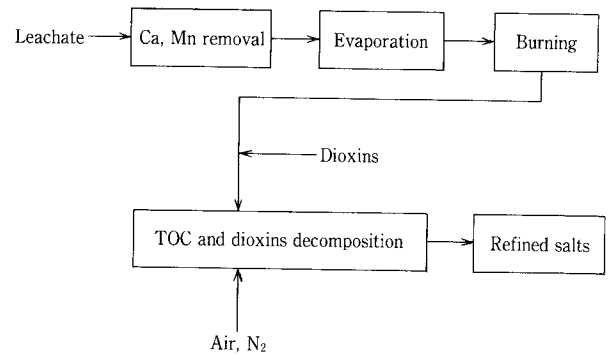 Leachate
Ca, Mn removal
Evaporation
Burning
Dioxins
TOC and dioxins decomposition
Refined salts
Air, N₂